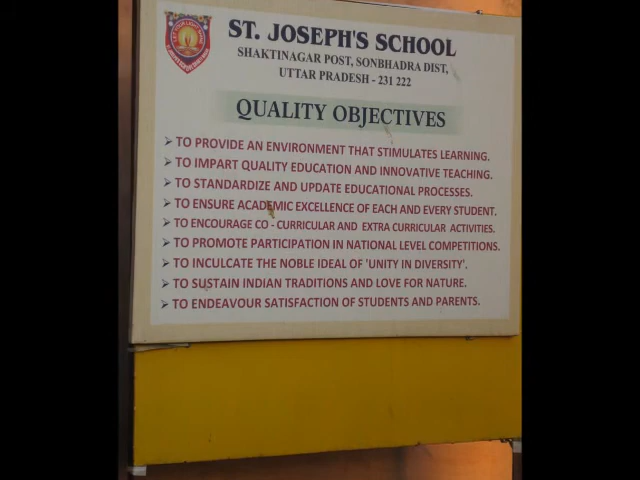 ST. JOSEPH'S SCHOOL
SHAKTINAGAR POST, SONBHADRA DIST,
UTTAR PRADESH - 231 222
QUALITY OBJECTIVES
➢ TO PROVIDE AN ENVIRONMENT THAT STIMULATES LEARNING.
➢ TO IMPART QUALITY EDUCATION AND INNOVATIVE TEACHING.
➢ TO STANDARDIZE AND UPDATE EDUCATIONAL PROCESSES.
➢ TO ENSURE ACADEMIC EXCELLENCE OF EACH AND EVERY STUDENT.
➢ TO ENCOURAGE CO - CURRICULAR AND EXTRA CURRICULAR ACTIVITIES.
➢ TO PROMOTE PARTICIPATION IN NATIONAL LEVEL COMPETITIONS.
➢ TO INCULCATE THE NOBLE IDEAL OF 'UNITY IN DIVERSITY'.
➢ TO SUSTAIN INDIAN TRADITIONS AND LOVE FOR NATURE.
➢ TO ENDEAVOUR SATISFACTION OF STUDENTS AND PARENTS.